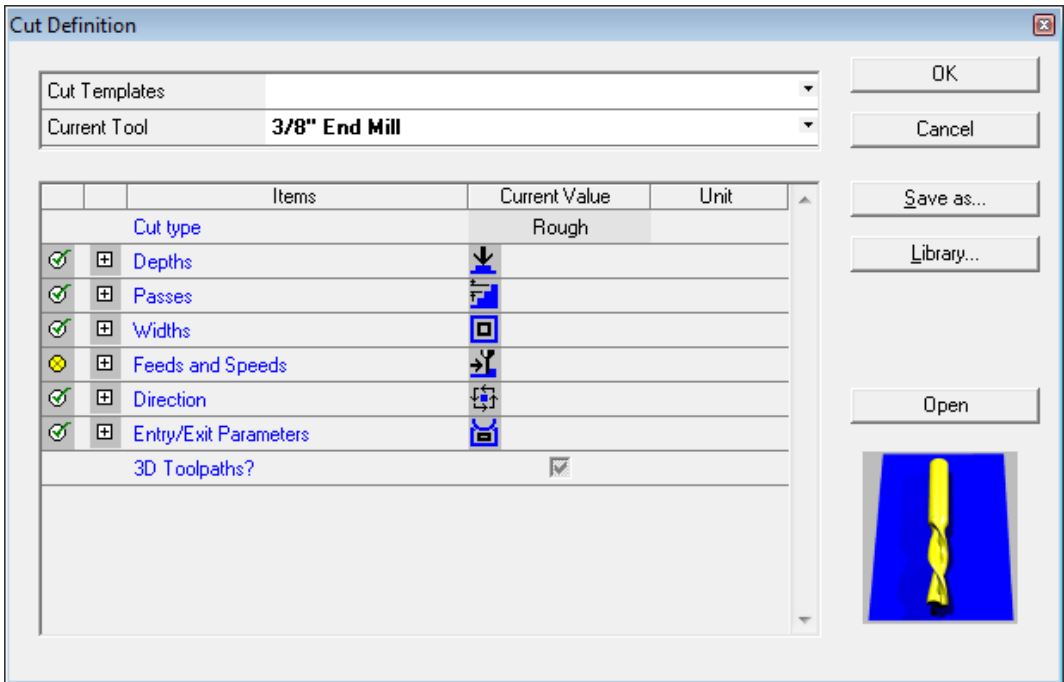 Cut Definition
Cut Templates
Current Tool 3/8" End Mill
Items Current Value Unit
Cut type Rough
Depths
Passes
Widths
Feeds and Speeds
Direction
Entry/Exit Parameters
3D Toolpaths?
OK
Cancel
Save as...
Library...
Open